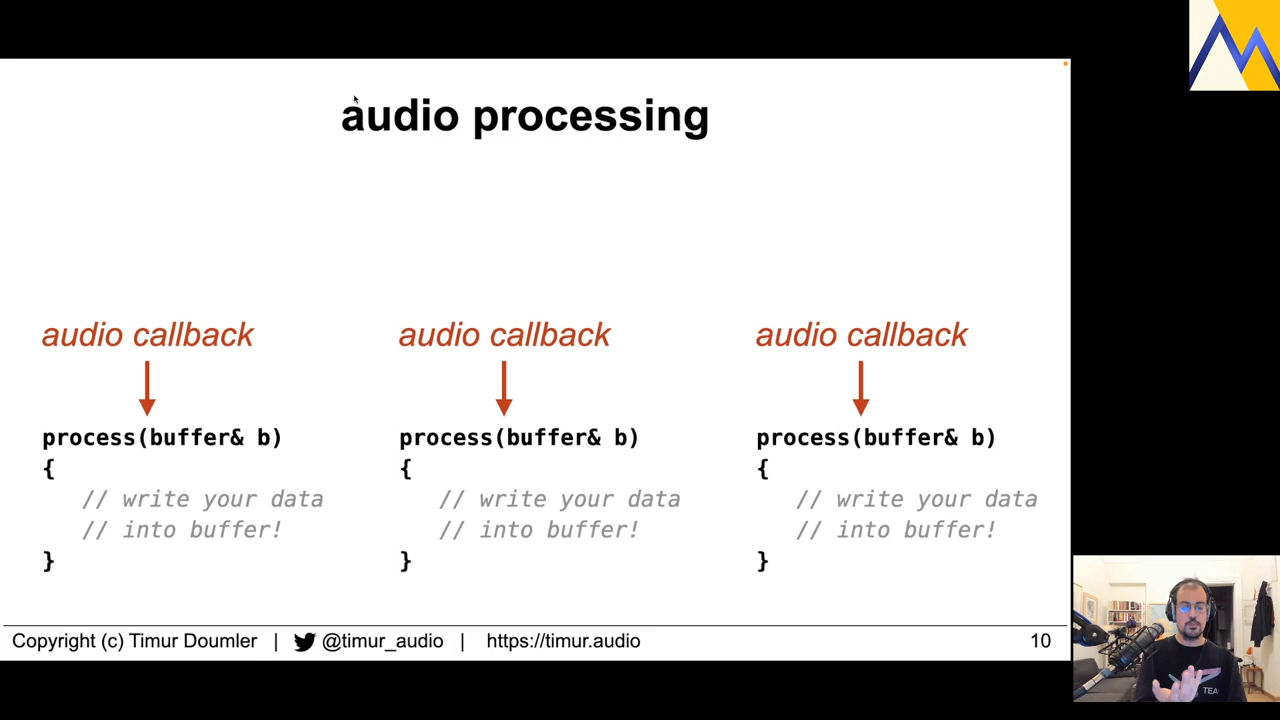 audio processing
audio callback
audio callback
audio callback
process(buffer& b)
{
// write your data
// into buffer!
}
process(buffer& b)
{
// write your data
// into buffer!
}
process(buffer& b)
{
// write your data
// into buffer!
}
Copyright (c) Timur Doumler | @timur_audio | https://timur.audio
10